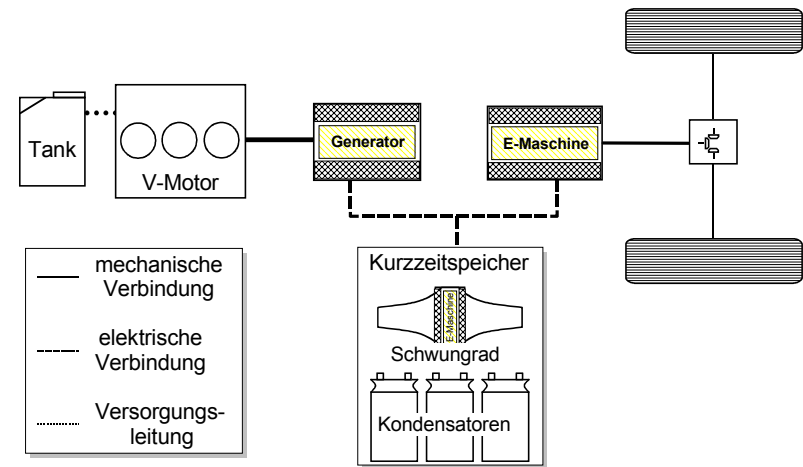 Tank
V-Motor
Generator
E-Maschine
mechanische
Verbindung
elektrische
Verbindung
Versorgungs-
leitung
Kurzzeitspeicher
E-Maschine
Schwungrad
Kondensatoren